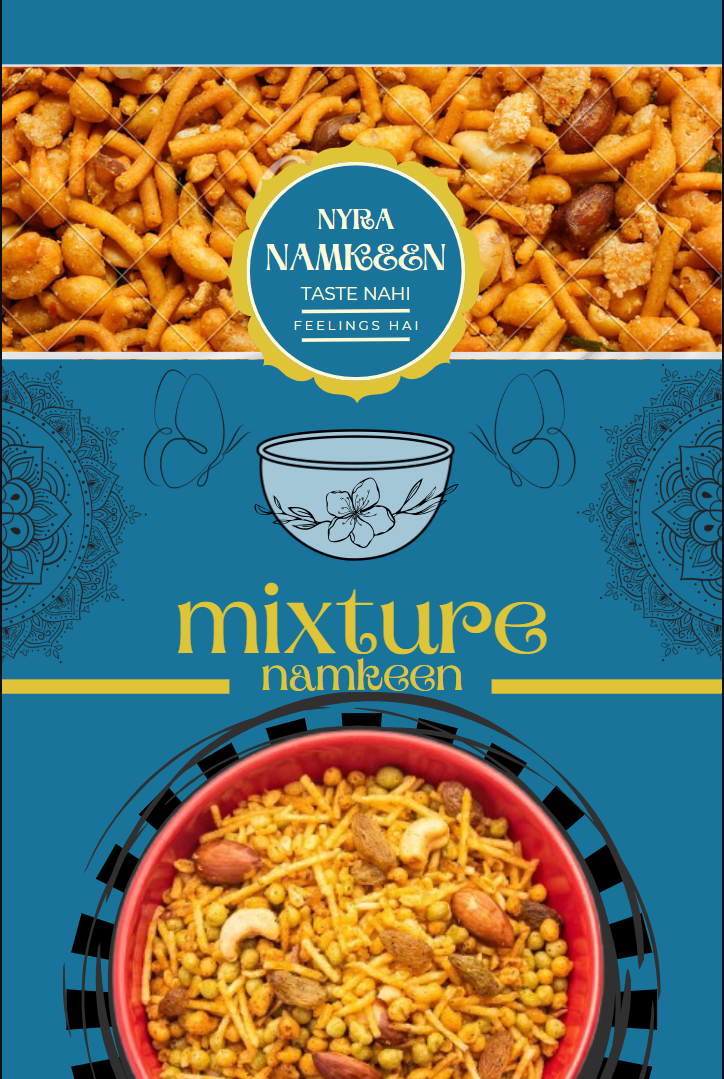 NYRA
NAMKEEN
TASTE NAHI
FEELINGS HAI
mixture
namkeen